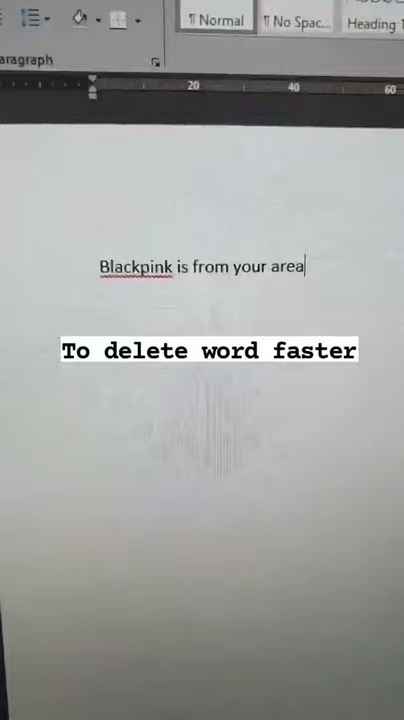 Normal
No Spac...
Heading 1
aragraph
20
40
60
Blackpink is from your area
To delete word faster